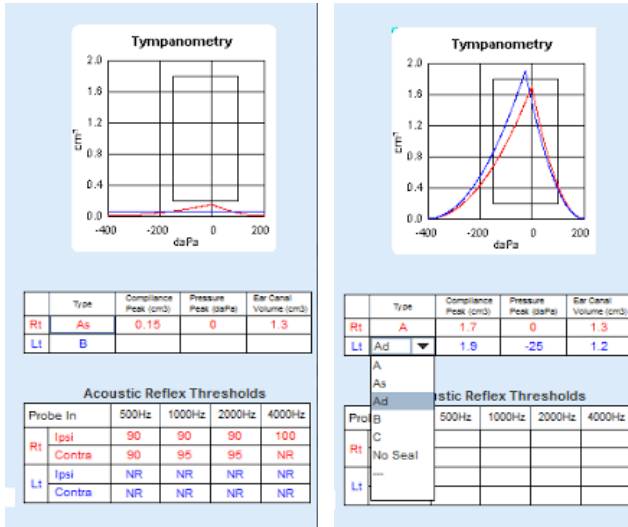 Tympanometry
2.0
1.6
1.2
0.8
0.4
0.0
cm³
-400 -200 0 200
daPa
Type Compliance Peak (cm3) Pressure Peak (daPa) Ear Canal Volume (cm3)
Rt As 0.15 0 1.3
Lt B
Acoustic Reflex Thresholds
Probe In 500Hz 1000Hz 2000Hz 4000Hz
Rt Ipsi 90 90 90 100
Contra 90 95 95 NR
Lt Ipsi NR NR NR NR
Contra NR NR NR NR
Tympanometry
2.0
1.6
1.2
0.8
0.4
0.0
cm³
-400 -200 0 200
daPa
Type Compliance Peak (cm3) Pressure Peak (daPa) Ear Canal Volume (cm3)
Rt A 1.7 0 1.3
Lt Ad 1.9 -25 1.2
A
As
Ad
B
C
No Seal
---
stic Reflex Thresholds
Prol 500Hz 1000Hz 2000Hz 4000Hz
Rt
Lt